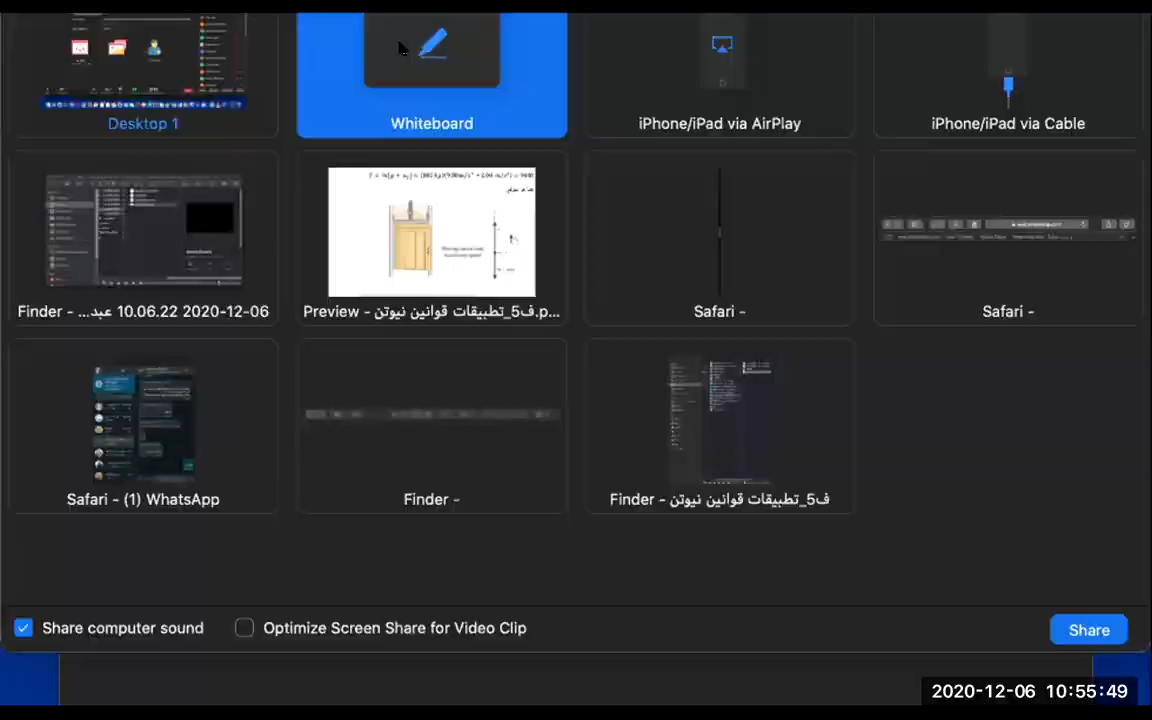 Desktop 1
Whiteboard
iPhone/iPad via AirPlay
iPhone/iPad via Cable
Finder - ...عبد 10.06.22 2020-12-06
Preview - ف5_تطبيقات قوانين نيوتن.p...
Safari -
Safari -
Safari - (1) WhatsApp
Finder -
Finder - ف5_تطبيقات قوانين نيوتن
Share computer sound
Optimize Screen Share for Video Clip
Share
2020-12-06 10:55:49